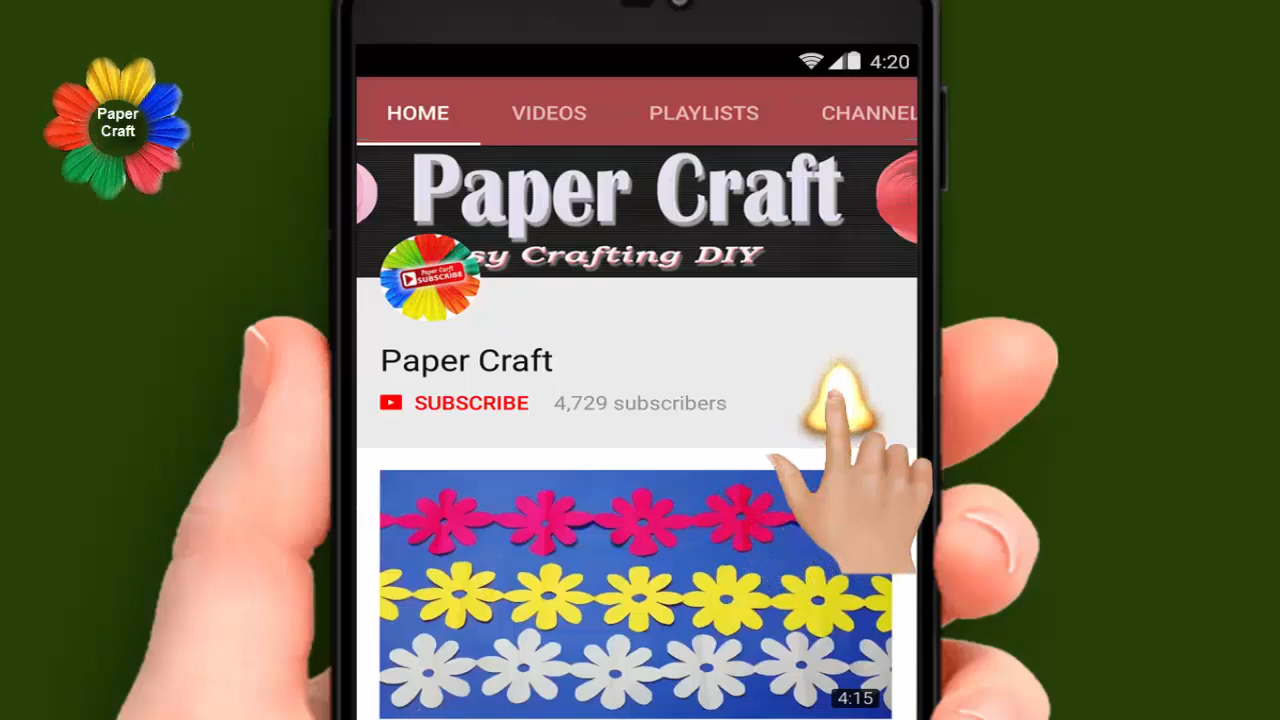 Paper
Craft
4:20
HOME VIDEOS PLAYLISTS CHANNEL
Paper Craft
sy Crafting DIY
Paper Craft
SUBSCRIBE
Paper Craft
SUBSCRIBE 4,729 subscribers
4:15